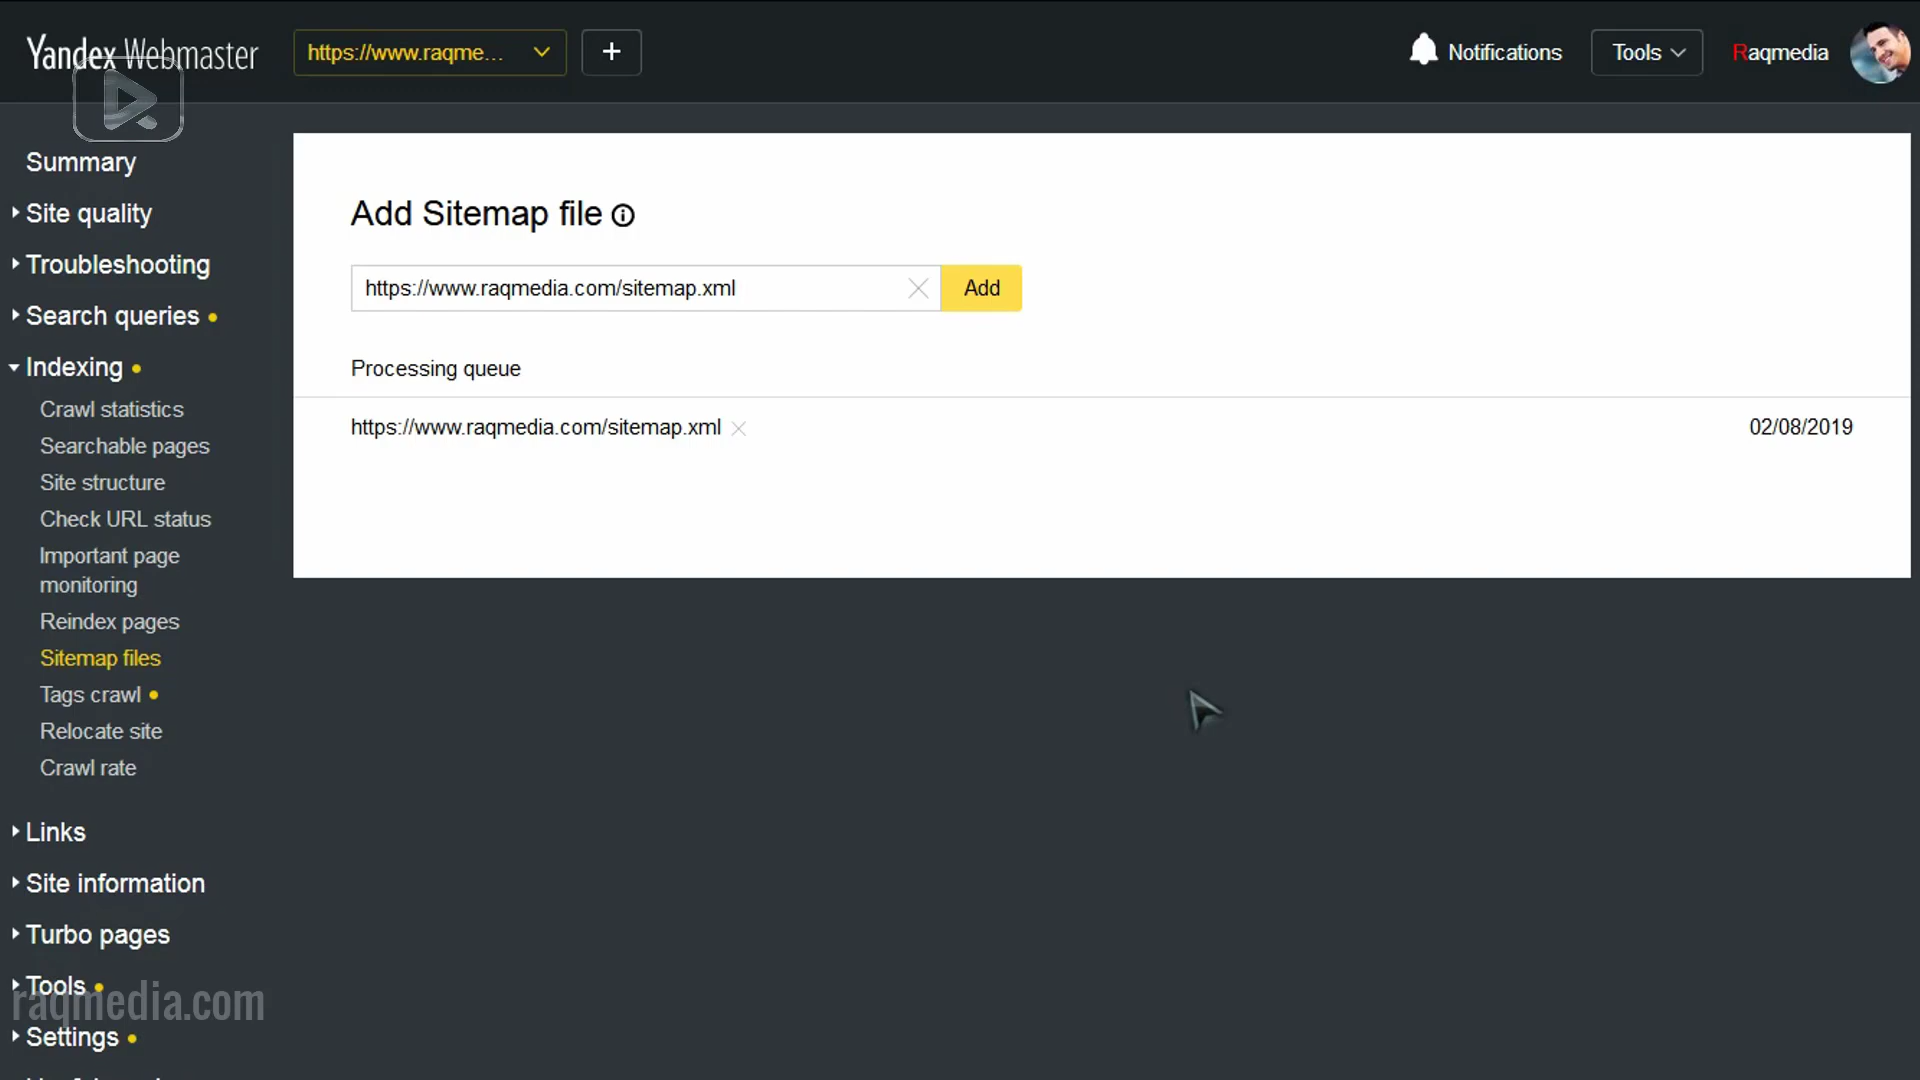 Yandex Webmaster
https://www.raqme...
+
Notifications
Tools
Raqmedia
Summary
Site quality
Troubleshooting
Search queries
Indexing
Crawl statistics
Searchable pages
Site structure
Check URL status
Important page
monitoring
Reindex pages
Sitemap files
Tags crawl
Relocate site
Crawl rate
Links
Site information
Turbo pages
Tools
raqmedia.com
Settings
Add Sitemap file
https://www.raqmedia.com/sitemap.xml
Add
Processing queue
https://www.raqmedia.com/sitemap.xml
02/08/2019